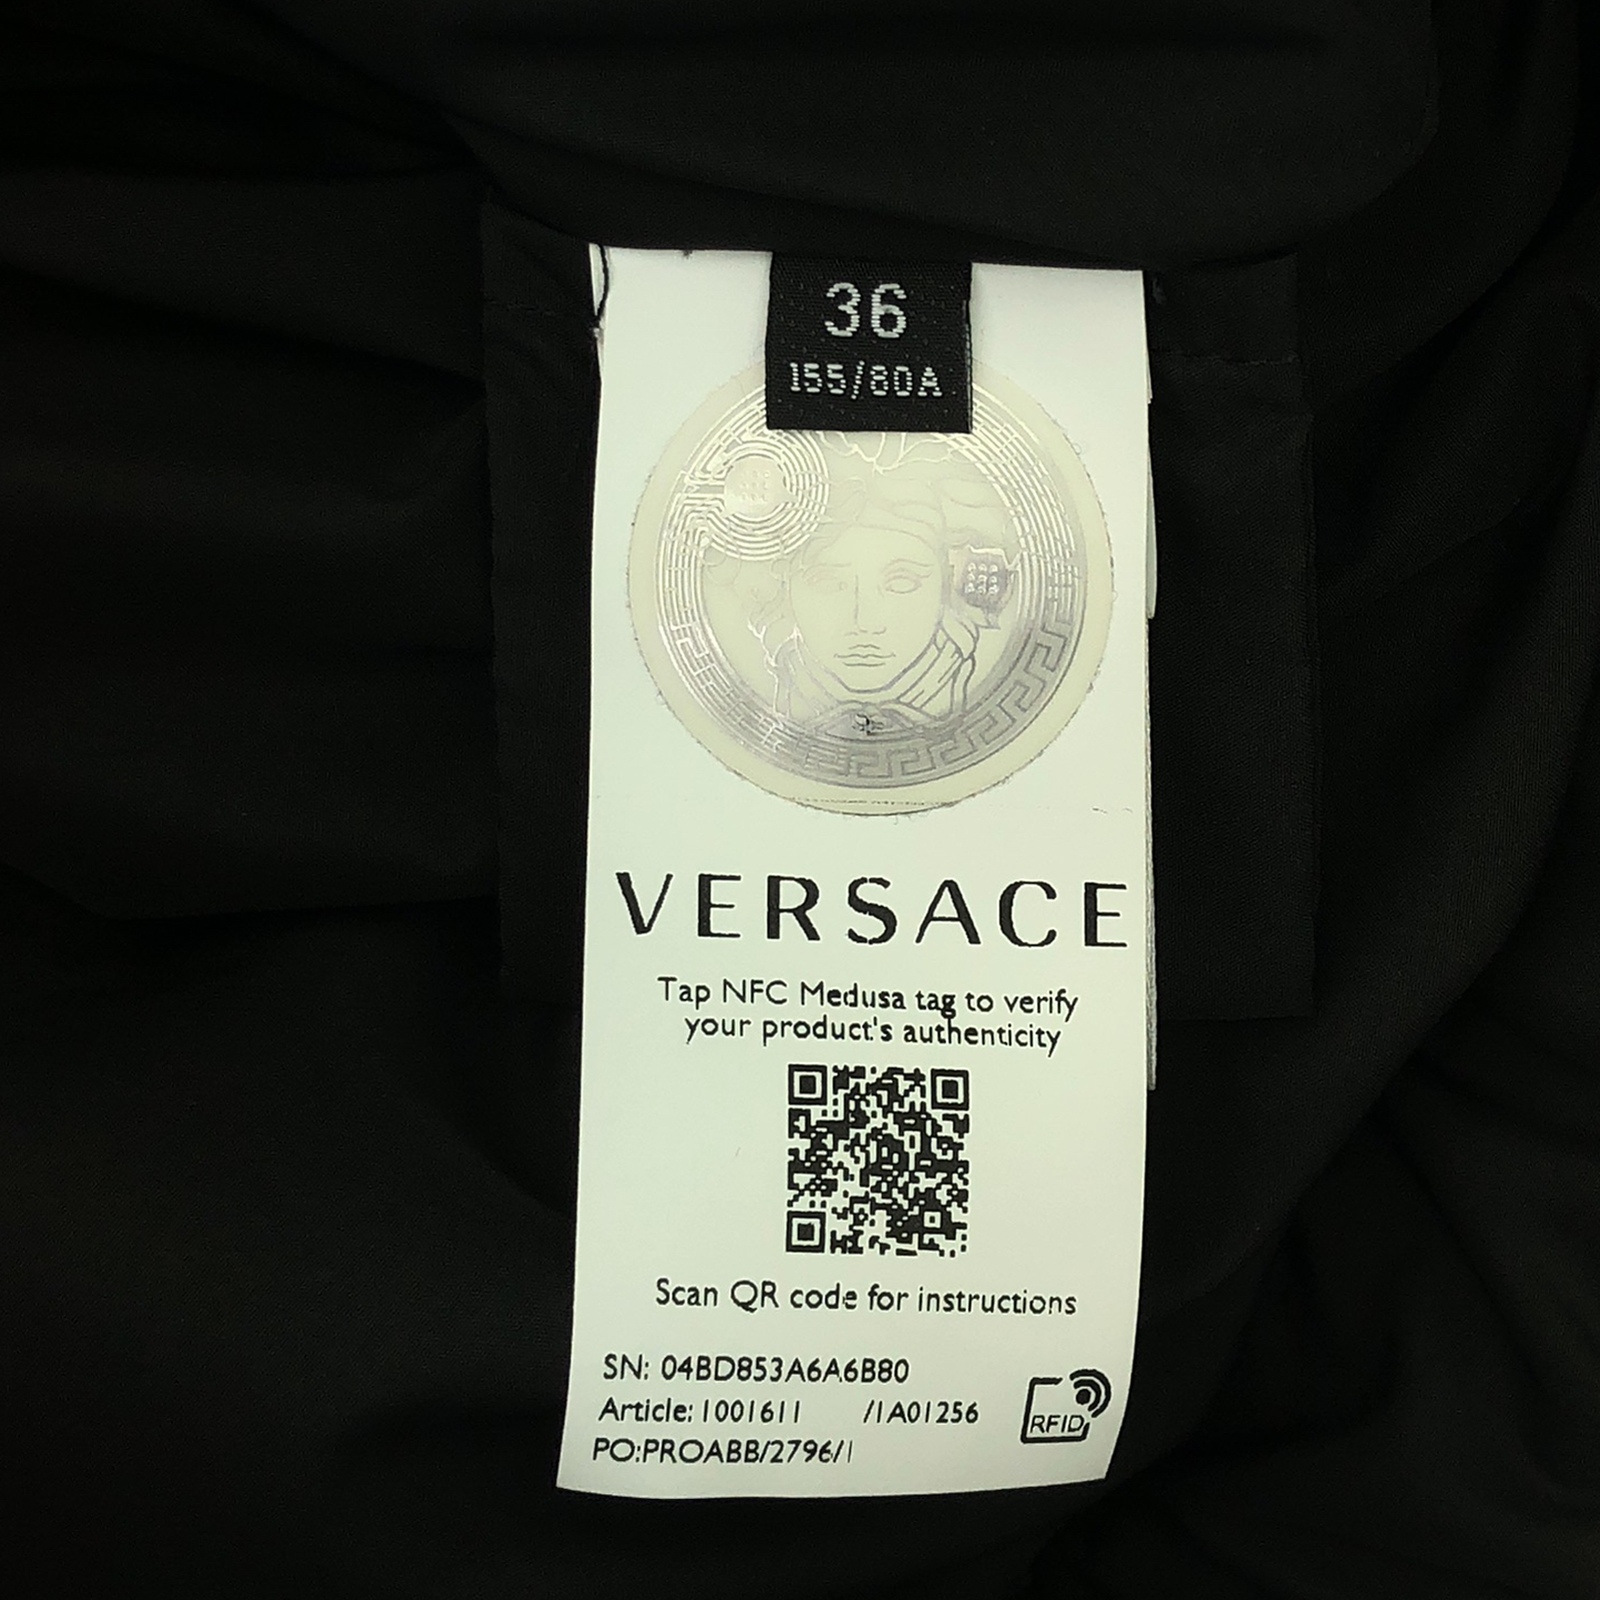 36
155/80A
VERSACE
Tap NFC Medusa tag to verify
your product's authenticity
Scan QR code for instructions
SN: 04BD853A6A6B80
Article: 1001611 /1A01256
PO:PROABB/2796/1
RFID